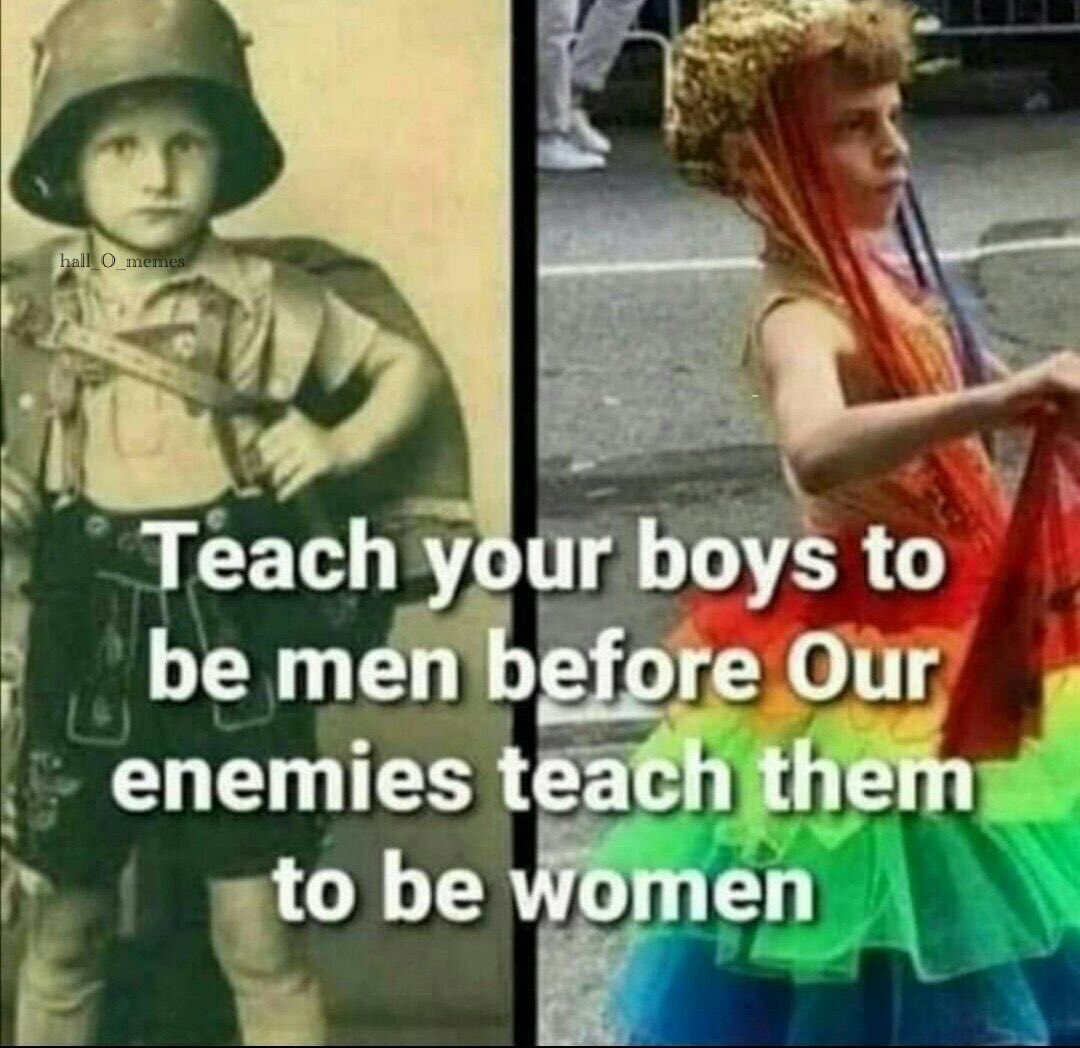 hall_O_memes
Teach your boys to
be men before Our
enemies teach them
to be women